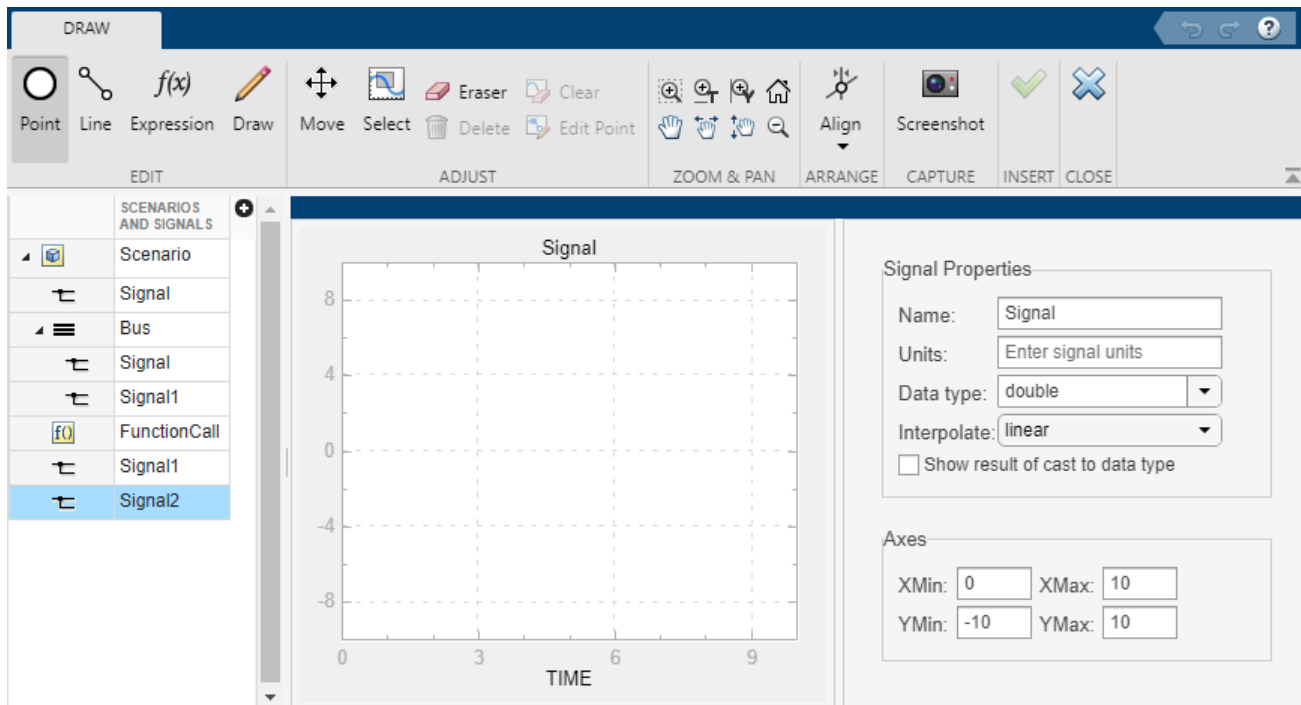 DRAW
?
Point
Line
f(x)
Expression
Draw
Move
Select
Eraser
Clear
Delete
Edit Point
Align
Screenshot
EDIT
ADJUST
ZOOM & PAN
ARRANGE
CAPTURE
INSERT
CLOSE
SCENARIOS
AND SIGNALS
Scenario
Signal
Bus
Signal
Signal1
f()
FunctionCall
Signal1
Signal2
Signal
8
4
0
-4
-8
0
3
6
9
TIME
Signal Properties
Name: Signal
Units: Enter signal units
Data type: double
Interpolate: linear
Show result of cast to data type
Axes
XMin: 0 XMax: 10
YMin: -10 YMax: 10